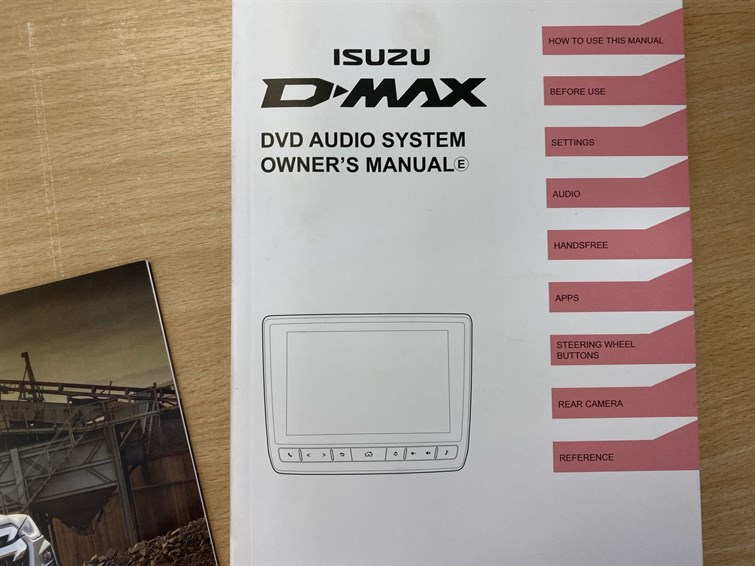 ISUZU
D-MAX
DVD AUDIO SYSTEM
OWNER'S MANUALⒺ
HOW TO USE THIS MANUAL
BEFORE USE
SETTINGS
AUDIO
HANDSFREE
APPS
STEERING WHEEL
BUTTONS
REAR CAMERA
REFERENCE